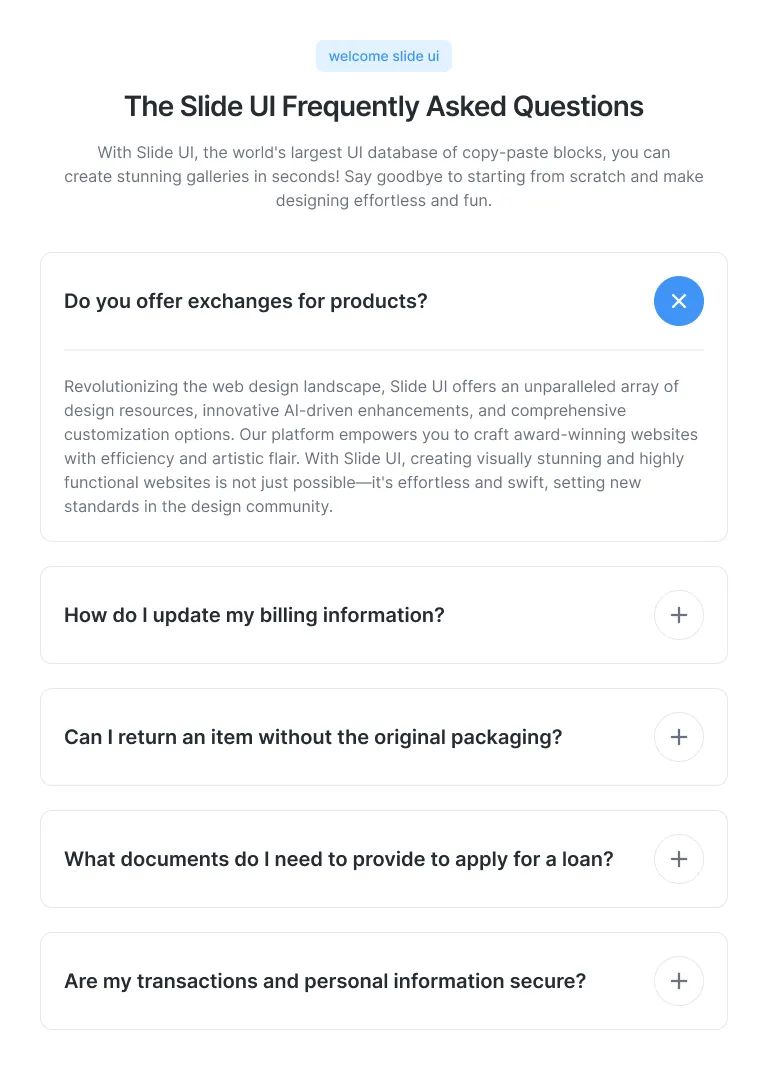 welcome slide ui
The Slide UI Frequently Asked Questions
With Slide UI, the world's largest UI database of copy-paste blocks, you can
create stunning galleries in seconds! Say goodbye to starting from scratch and make
designing effortless and fun.
Do you offer exchanges for products?
Revolutionizing the web design landscape, Slide UI offers an unparalleled array of
design resources, innovative AI-driven enhancements, and comprehensive
customization options. Our platform empowers you to craft award-winning websites
with efficiency and artistic flair. With Slide UI, creating visually stunning and highly
functional websites is not just possible—it's effortless and swift, setting new
standards in the design community.
How do I update my billing information?
Can I return an item without the original packaging?
What documents do I need to provide to apply for a loan?
Are my transactions and personal information secure?